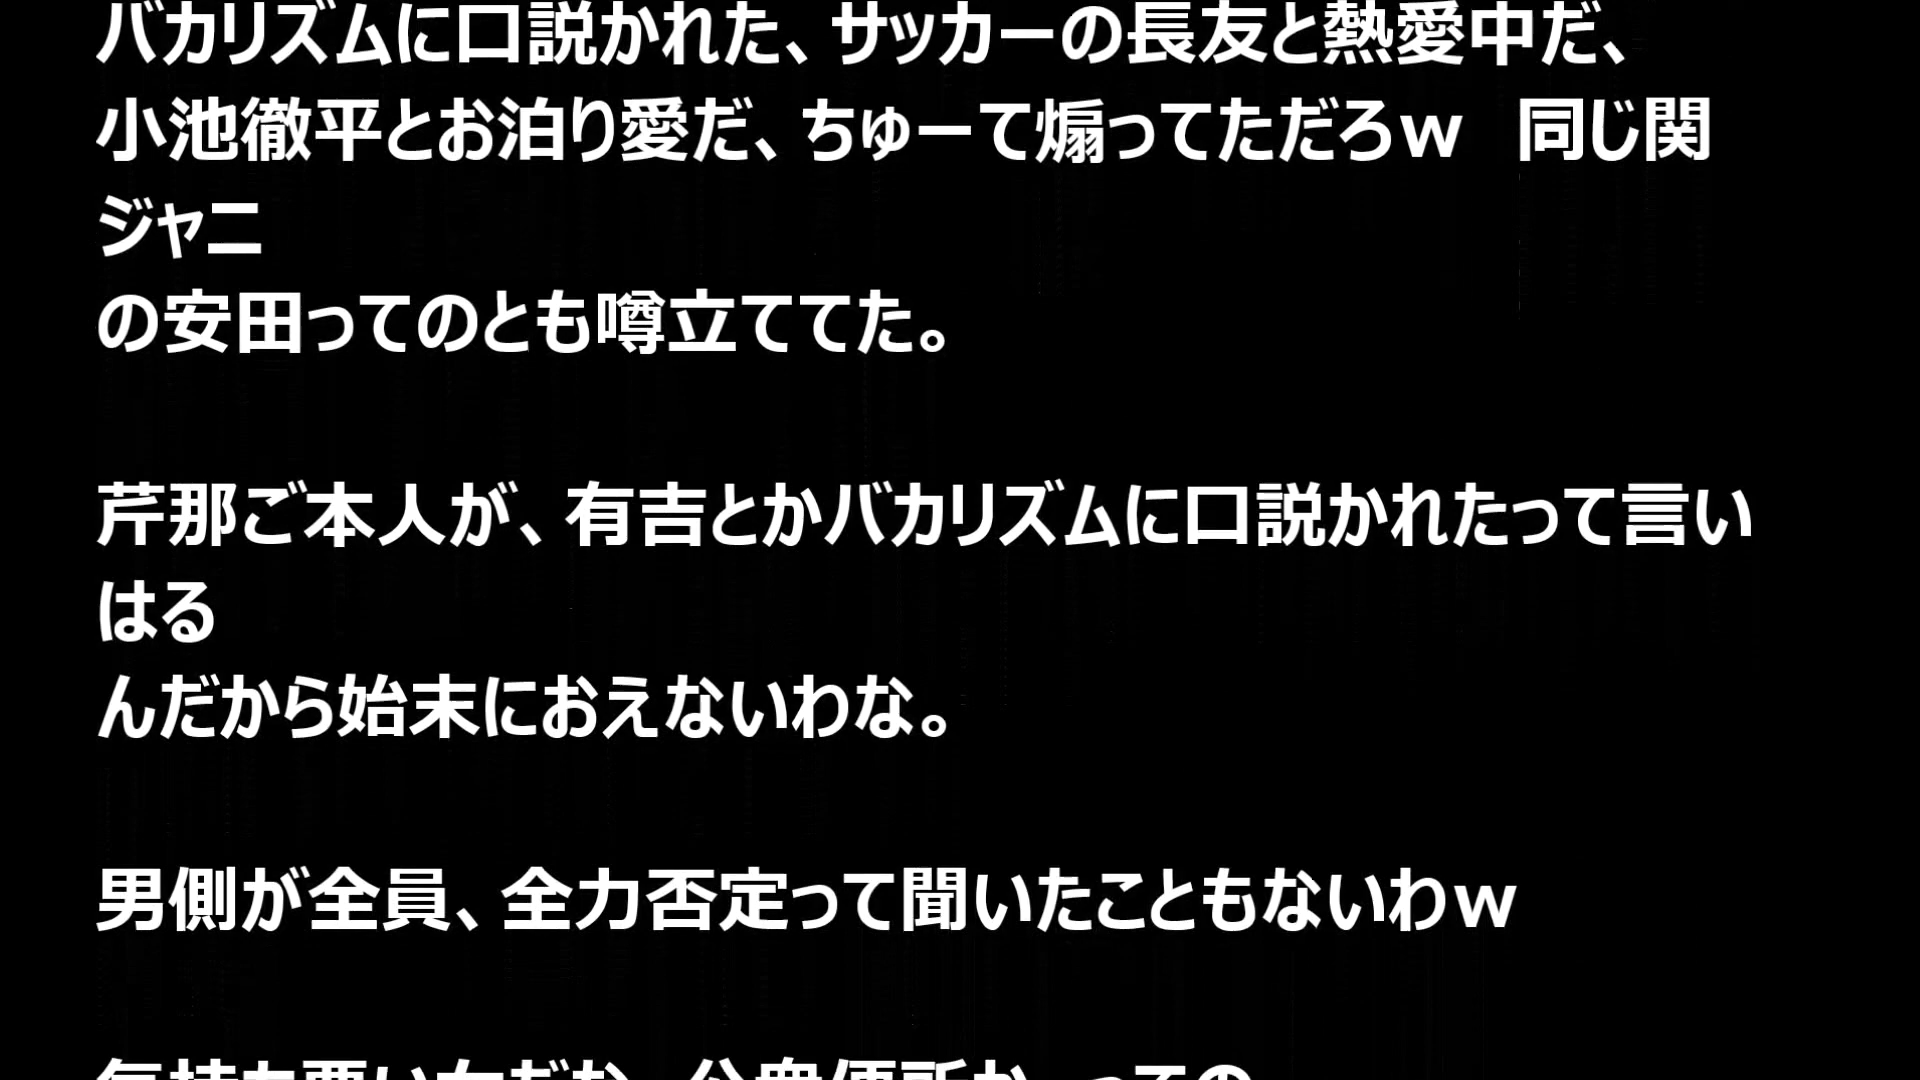 バカリズムに口説かれた、サッカーの長友と熱愛中だ、
小池徹平とお泊り愛だ、ちゅーて煽ってただろｗ　同じ関
ジャニ
の安田ってのとも噂立ててた。
芹那ご本人が、有吉とかバカリズムに口説かれたって言い
はる
んだから始末におえないわな。
男側が全員、全力否定って聞いたこともないわｗ